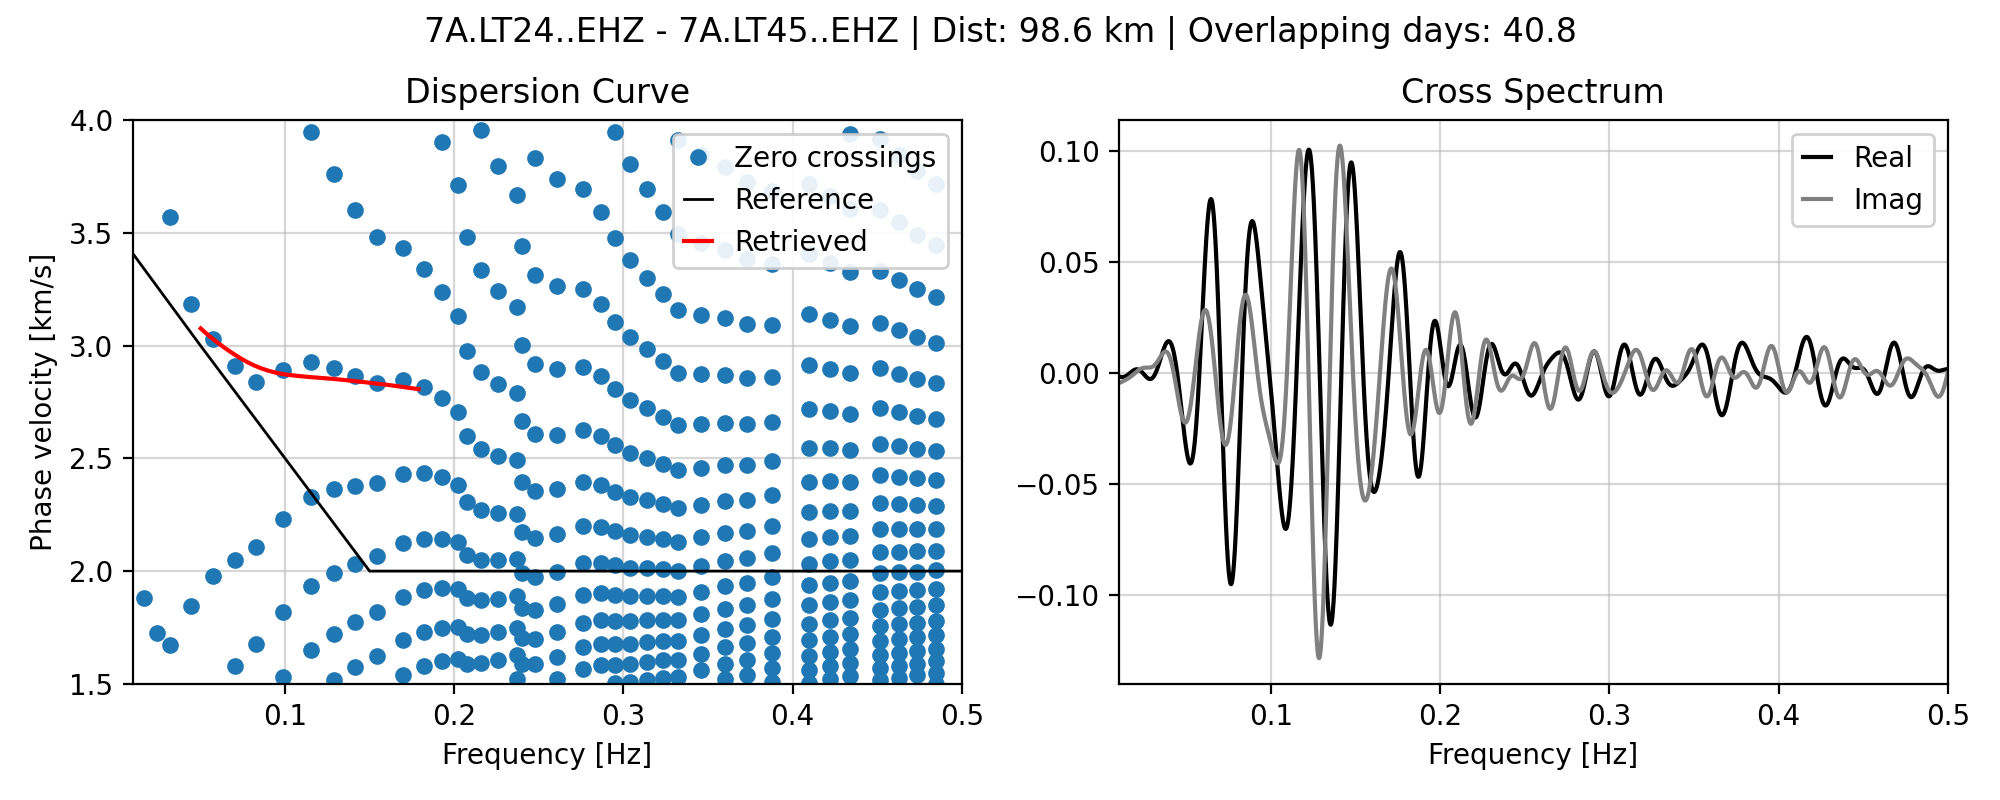 7A.LT24..EHZ - 7A.LT45..EHZ | Dist: 98.6 km | Overlapping days: 40.8
Dispersion Curve
4.0
3.5
3.0
2.5
2.0
1.5
Phase velocity [km/s]
Zero crossings
Reference
Retrieved
0.1 0.2 0.3 0.4 0.5
Frequency [Hz]
Cross Spectrum
0.10
0.05
0.00
−0.05
−0.10
Real
Imag
0.1 0.2 0.3 0.4 0.5
Frequency [Hz]